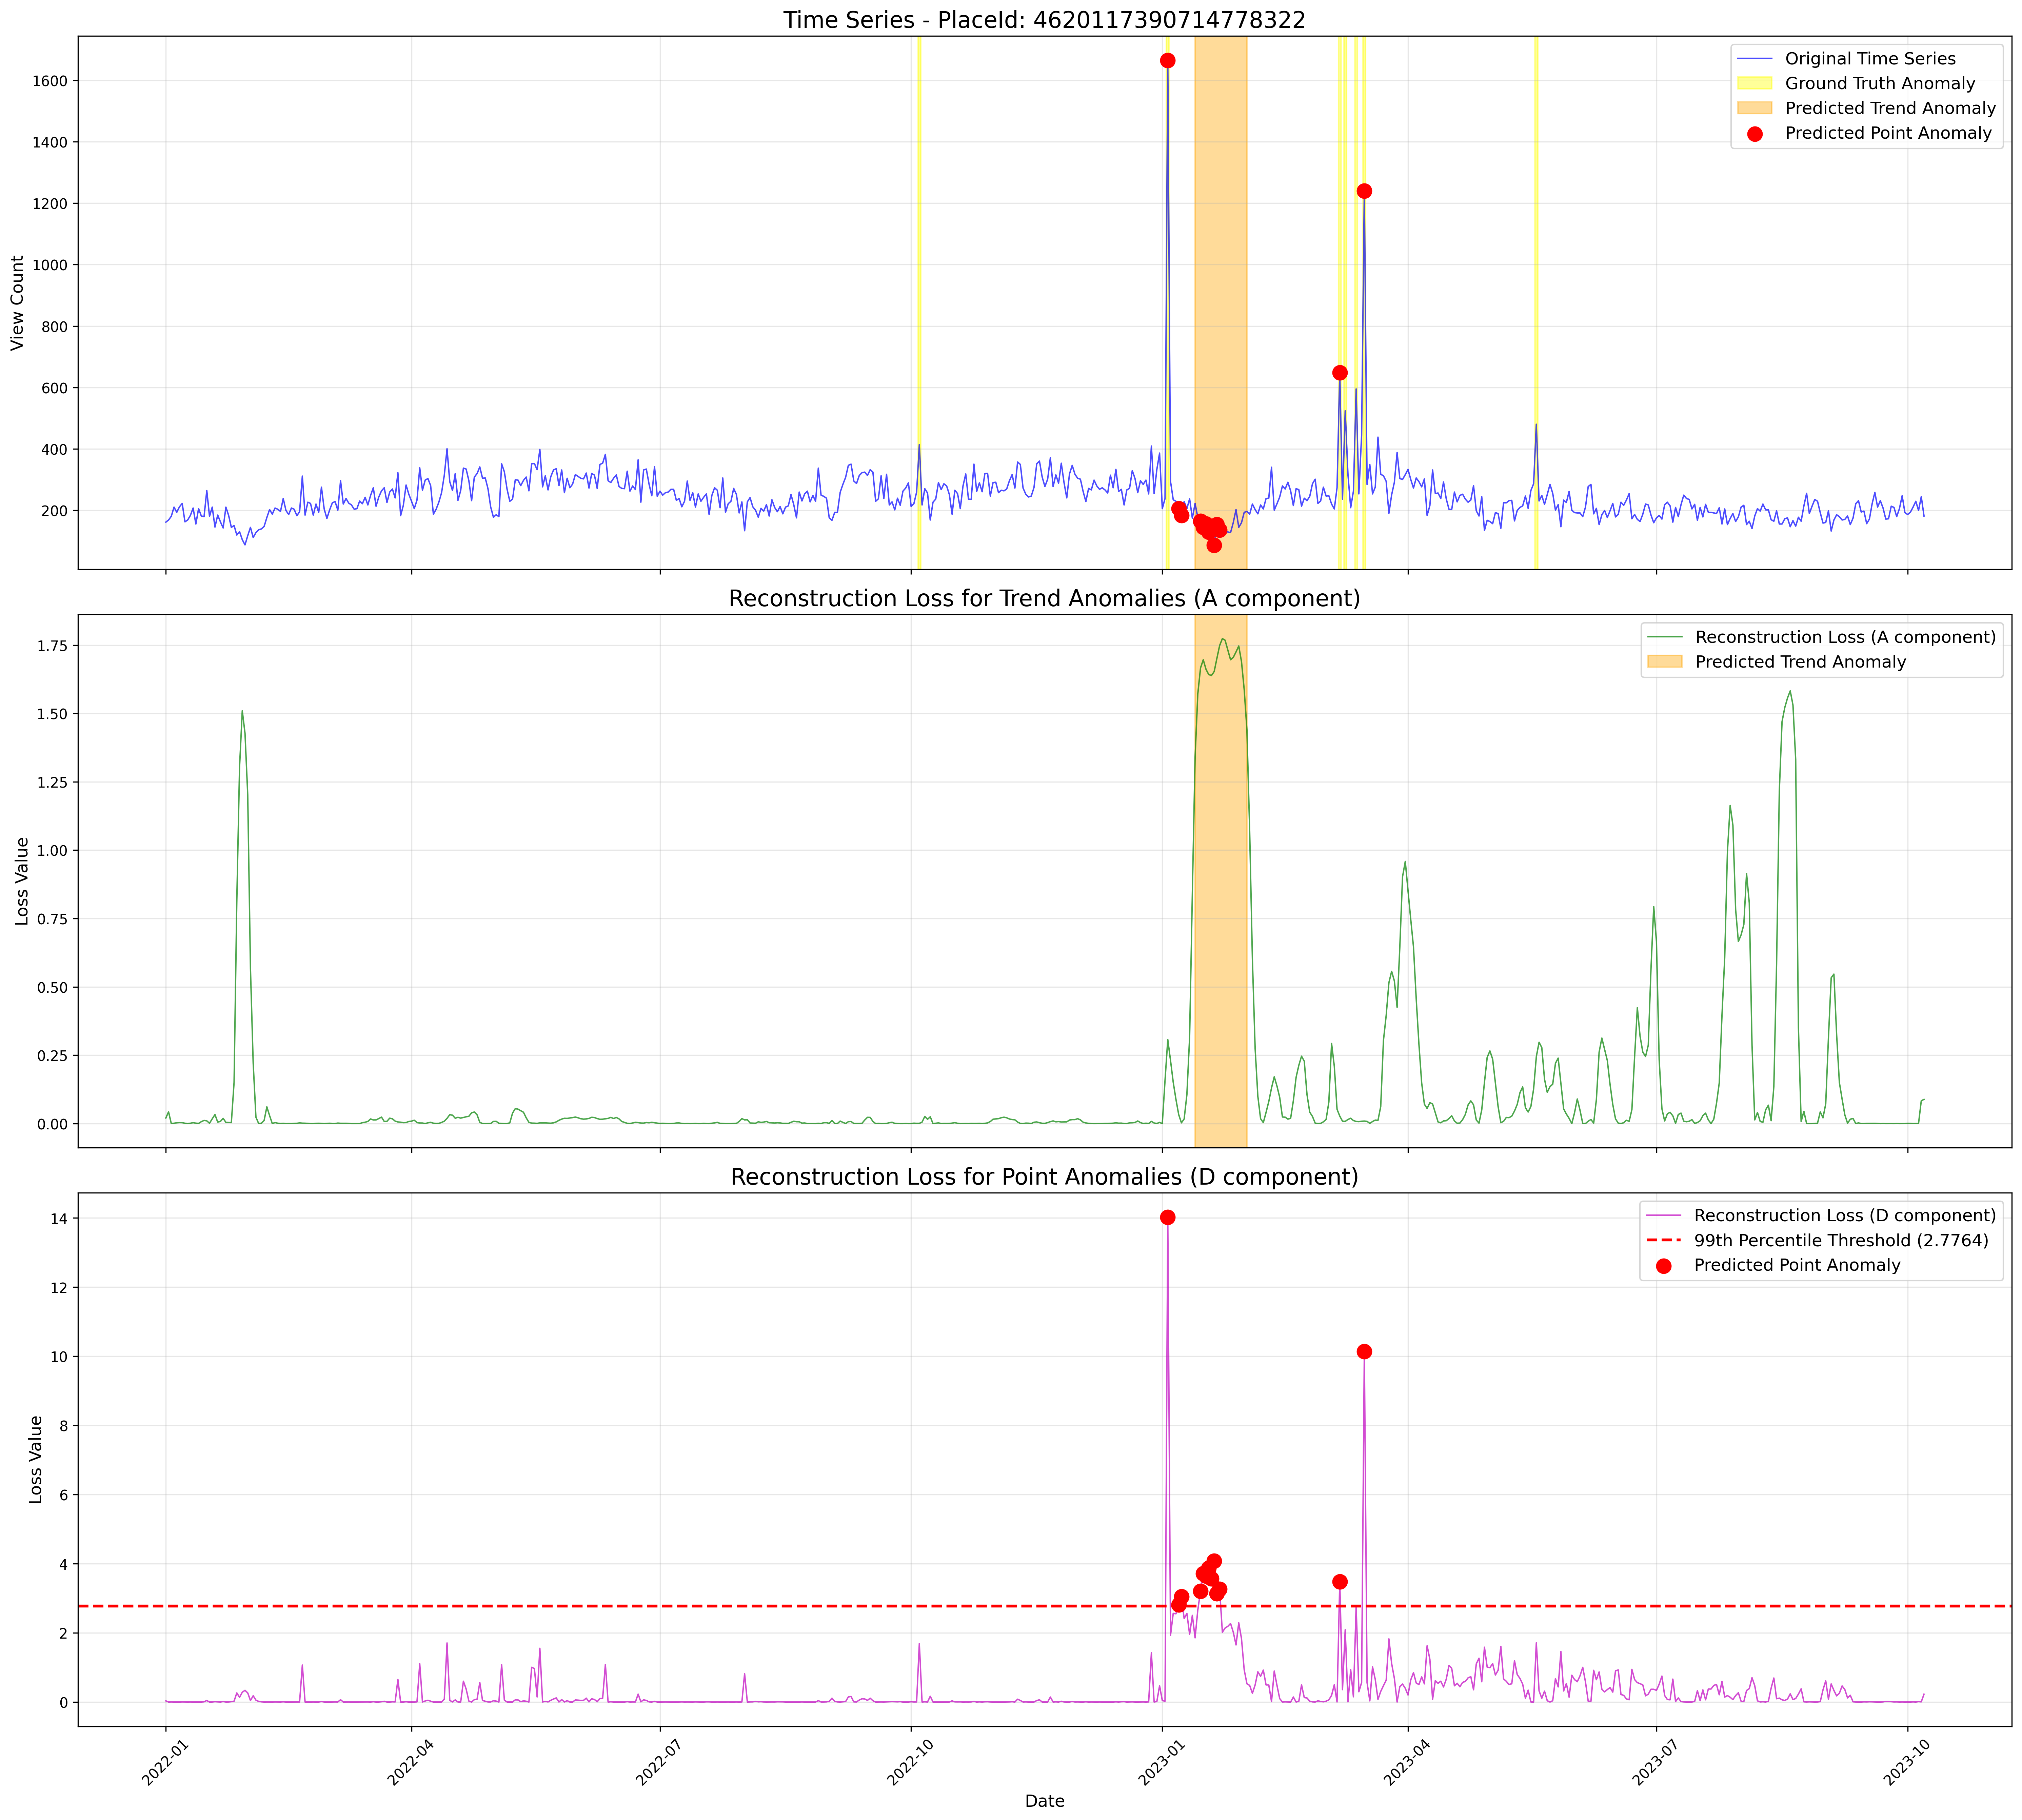 Time Series - PlaceId: 4620117390714778322
Original Time Series
Ground Truth Anomaly
Predicted Trend Anomaly
Predicted Point Anomaly
View Count
1600
1400
1200
1000
800
600
400
200
Reconstruction Loss for Trend Anomalies (A component)
Reconstruction Loss (A component)
Predicted Trend Anomaly
Loss Value
1.75
1.50
1.25
1.00
0.75
0.50
0.25
0.00
Reconstruction Loss for Point Anomalies (D component)
Reconstruction Loss (D component)
99th Percentile Threshold (2.7764)
Predicted Point Anomaly
Loss Value
14
12
10
8
6
4
2
0
2022-01
2022-04
2022-07
2022-10
2023-01
2023-04
2023-07
2023-10
Date